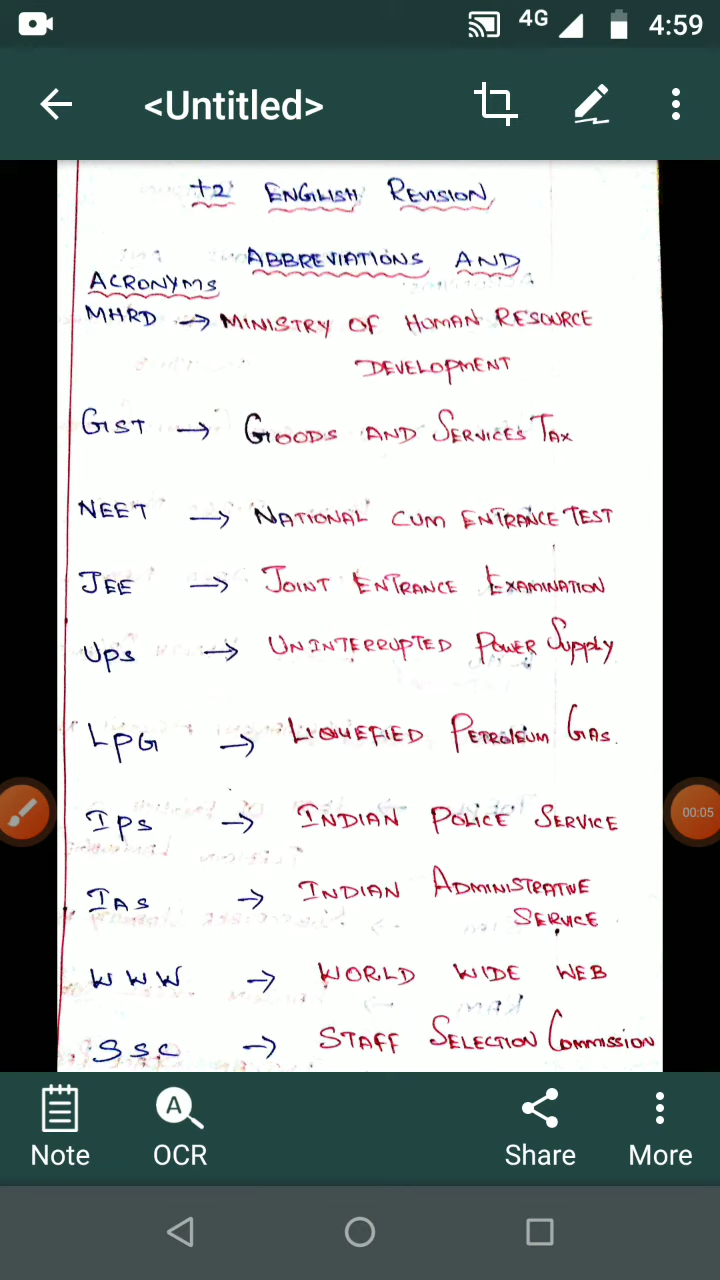 4G 4:59
<Untitled>
+2 ENGLISH REVISION
ABBREVIATIONS AND
ACRONYMS
MHRD → MINISTRY OF HUMAN RESOURCE
DEVELOPMENT
GST → GOODS AND SERVICES TAX
NEET → NATIONAL CUM ENTRANCE TEST
JEE → JOINT ENTRANCE EXAMINATION
UPS → UNINTERRUPTED POWER SUPPLY
LPG → LIQUEFIED PETROLEUM GAS.
00:05
IPS → INDIAN POLICE SERVICE
IAS → INDIAN ADMINISTRATIVE
SERVICE
WWW → WORLD WIDE WEB
SSC → STAFF SELECTION COMMISSION
A
Note OCR Share More